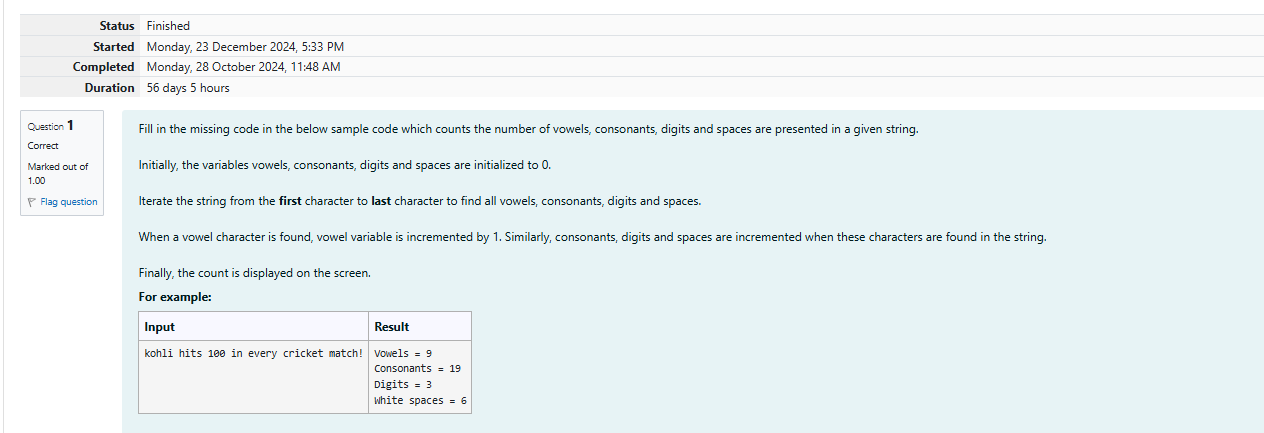 Status Finished
Started Monday, 23 December 2024, 5:33 PM
Completed Monday, 28 October 2024, 11:48 AM
Duration 56 days 5 hours
Question 1
Correct
Marked out of
1.00
Flag question
Fill in the missing code in the below sample code which counts the number of vowels, consonants, digits and spaces are presented in a given string.
Initially, the variables vowels, consonants, digits and spaces are initialized to 0.
Iterate the string from the first character to last character to find all vowels, consonants, digits and spaces.
When a vowel character is found, vowel variable is incremented by 1. Similarly, consonants, digits and spaces are incremented when these characters are found in the string.
Finally, the count is displayed on the screen.
For example:
Input Result
kohli hits 100 in every cricket match! Vowels = 9
Consonants = 19
Digits = 3
White spaces = 6